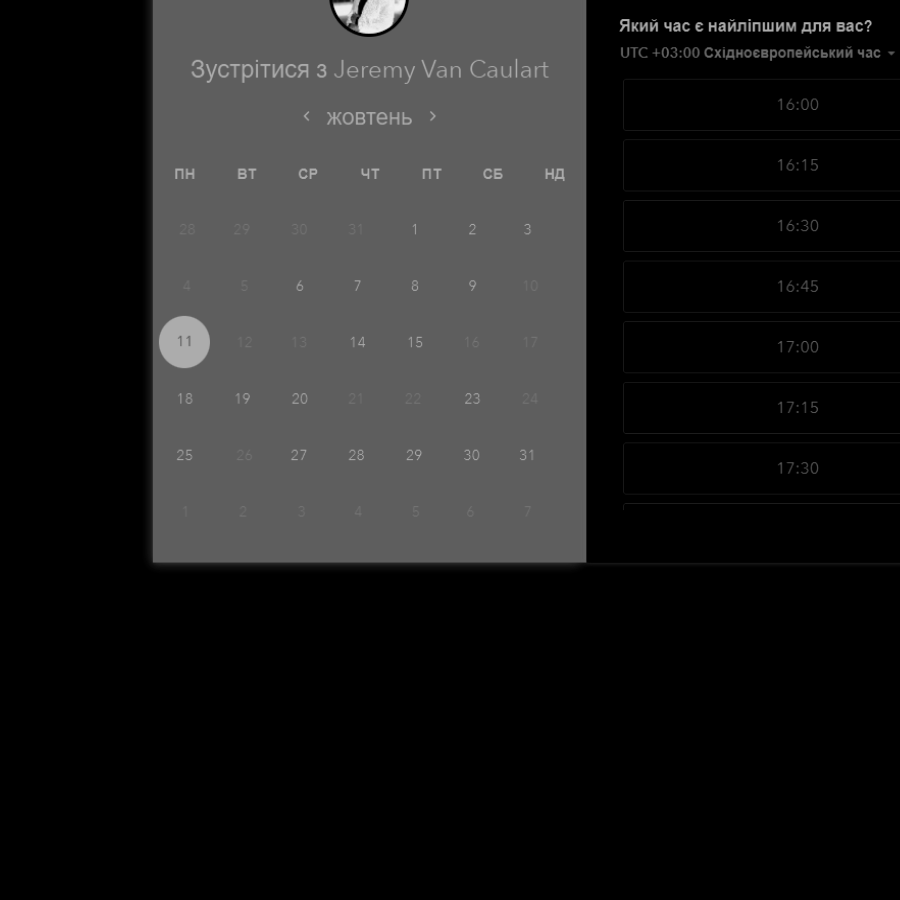 Зустрітися з Jeremy Van Caulart
жовтень
ПН ВТ СР ЧТ ПТ СБ НД
28 29 30 31 1 2 3
4 5 6 7 8 9 10
11 12 13 14 15 16 17
18 19 20 21 22 23 24
25 26 27 28 29 30 31
1 2 3 4 5 6 7
Який час є найліпшим для вас?
UTC +03:00 Східноєвропейський час
16:00
16:15
16:30
16:45
17:00
17:15
17:30